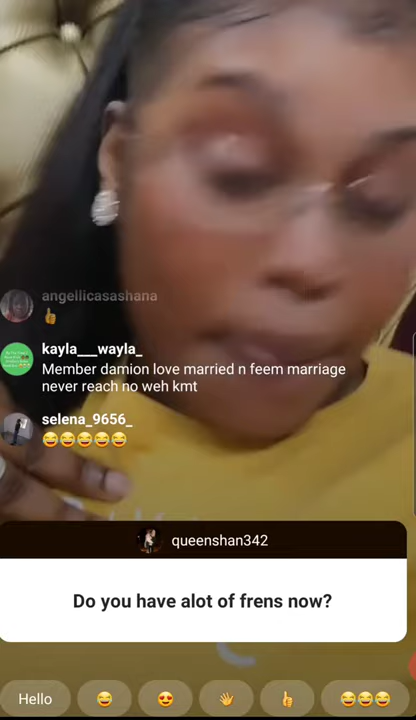 angellicasashana
👍
kayla___wayla_
Member damion love married n feem marriage
never reach no weh kmt
selena_9656_
😂😂😂😂😂
queenshan342
Do you have alot of frens now?
Hello 😂 😍 👋 👍 😂😂😂